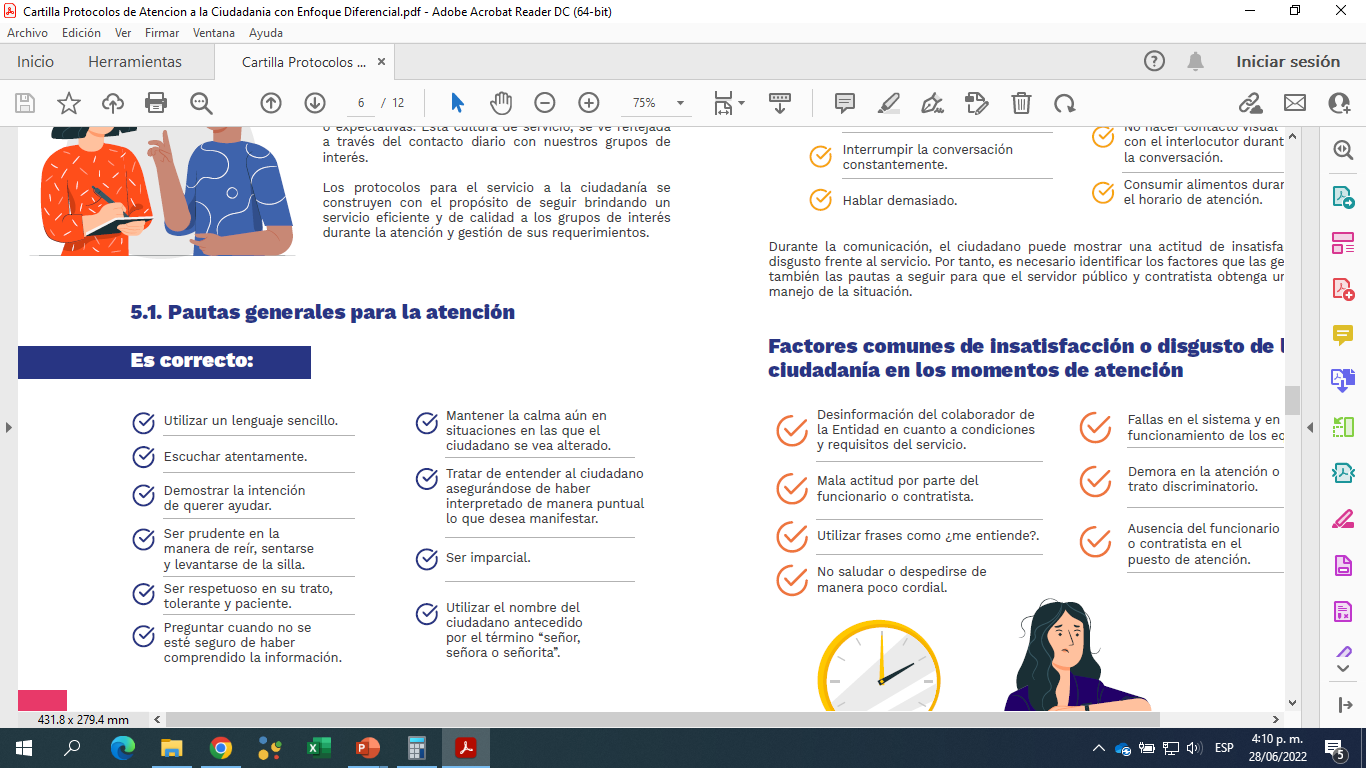 Cartilla Protocolos de Atencion a la Ciudadania con Enfoque Diferencial.pdf - Adobe Acrobat Reader DC (64-bit)
Archivo Edición Ver Firmar Ventana Ayuda
Inicio Herramientas Cartilla Protocolos ... × Iniciar sesión
6 / 12 75%
o expectativas. Esta cultura de servicio, se ve reflejada
a través del contacto diario con nuestros grupos de
interés.
Los protocolos para el servicio a la ciudadanía se
construyen con el propósito de seguir brindando un
servicio eficiente y de calidad a los grupos de interés
durante la atención y gestión de sus requerimientos.
5.1. Pautas generales para la atención
Es correcto:
Utilizar un lenguaje sencillo.
Escuchar atentamente.
Demostrar la intención
de querer ayudar.
Ser prudente en la
manera de reír, sentarse
y levantarse de la silla.
Ser respetuoso en su trato,
tolerante y paciente.
Preguntar cuando no se
esté seguro de haber
comprendido la información.
Mantener la calma aún en
situaciones en las que el
ciudadano se vea alterado.
Tratar de entender al ciudadano
asegurándose de haber
interpretado de manera puntual
lo que desea manifestar.
Ser imparcial.
Utilizar el nombre del
ciudadano antecedido
por el término “señor,
señora o señorita”.
Interrumpir la conversación
constantemente.
Hablar demasiado.
No hacer contacto visual
con el interlocutor durant
la conversación.
Consumir alimentos durar
el horario de atención.
Durante la comunicación, el ciudadano puede mostrar una actitud de insatisfa
disgusto frente al servicio. Por tanto, es necesario identificar los factores que las ge
también las pautas a seguir para que el servidor público y contratista obtenga un
manejo de la situación.
Factores comunes de insatisfacción o disgusto de l
ciudadanía en los momentos de atención
Desinformación del colaborador de
la Entidad en cuanto a condiciones
y requisitos del servicio.
Mala actitud por parte del
funcionario o contratista.
Utilizar frases como ¿me entiende?.
No saludar o despedirse de
manera poco cordial.
Fallas en el sistema y en
funcionamiento de los ec
Demora en la atención o
trato discriminatorio.
Ausencia del funcionario
o contratista en el
puesto de atención.
431.8 x 279.4 mm
ESP
4:10 p. m.
28/06/2022
5